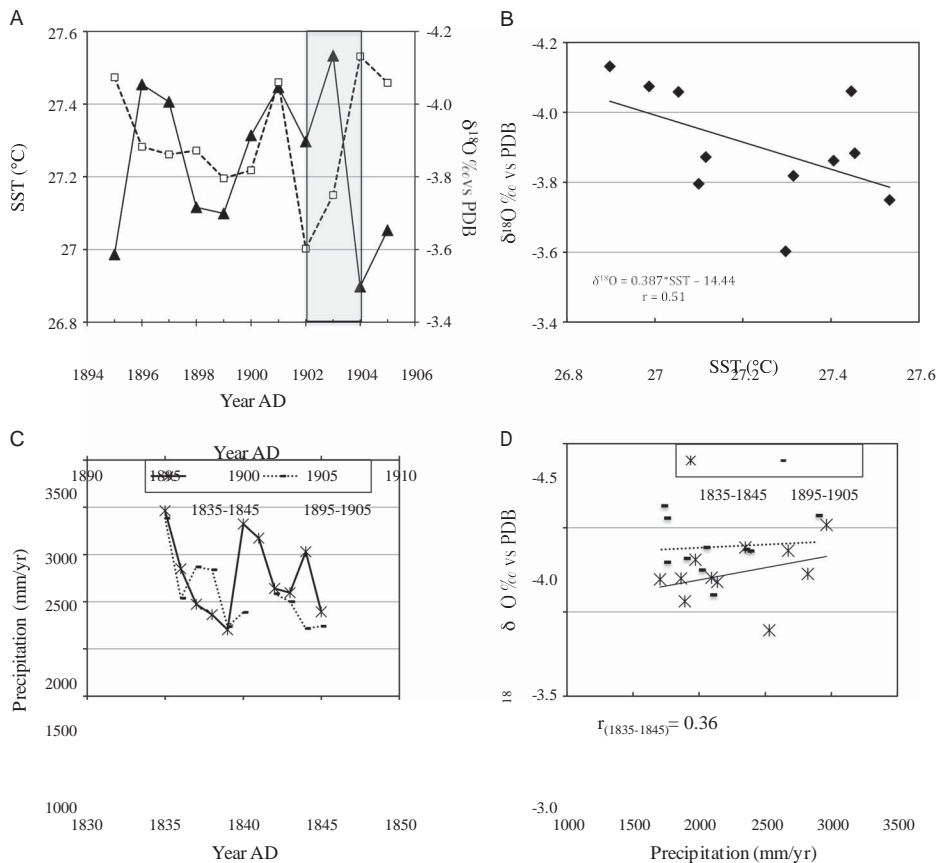 A
27.6
27.4
27.2
27
26.8
SST (°C)
-4.2
-4.0
-3.8
-3.6
-3.4
δ¹⁸O ‰ vs PDB
1894 1896 1898 1900 1902 1904 1906
Year AD
B
-4.2
-4.0
-3.8
-3.6
-3.4
δ¹⁸O ‰ vs PDB
δ¹⁸O = 0.387*SST – 14.44
r = 0.51
26.8 27 27.2 27.4 27.6
SST (°C)
C
Year AD
1890 1895 1900 1905 1910
1835-1845 1895-1905
3500
3000
2500
2000
1500
1000
Precipitation (mm/yr)
1830 1835 1840 1845 1850
Year AD
D
-4.5
-4.0
-3.5
-3.0
δ O ‰ vs PDB
18
1835-1845 1895-1905
r(1835-1845)= 0.36
1000 1500 2000 2500 3000 3500
Precipitation (mm/yr)